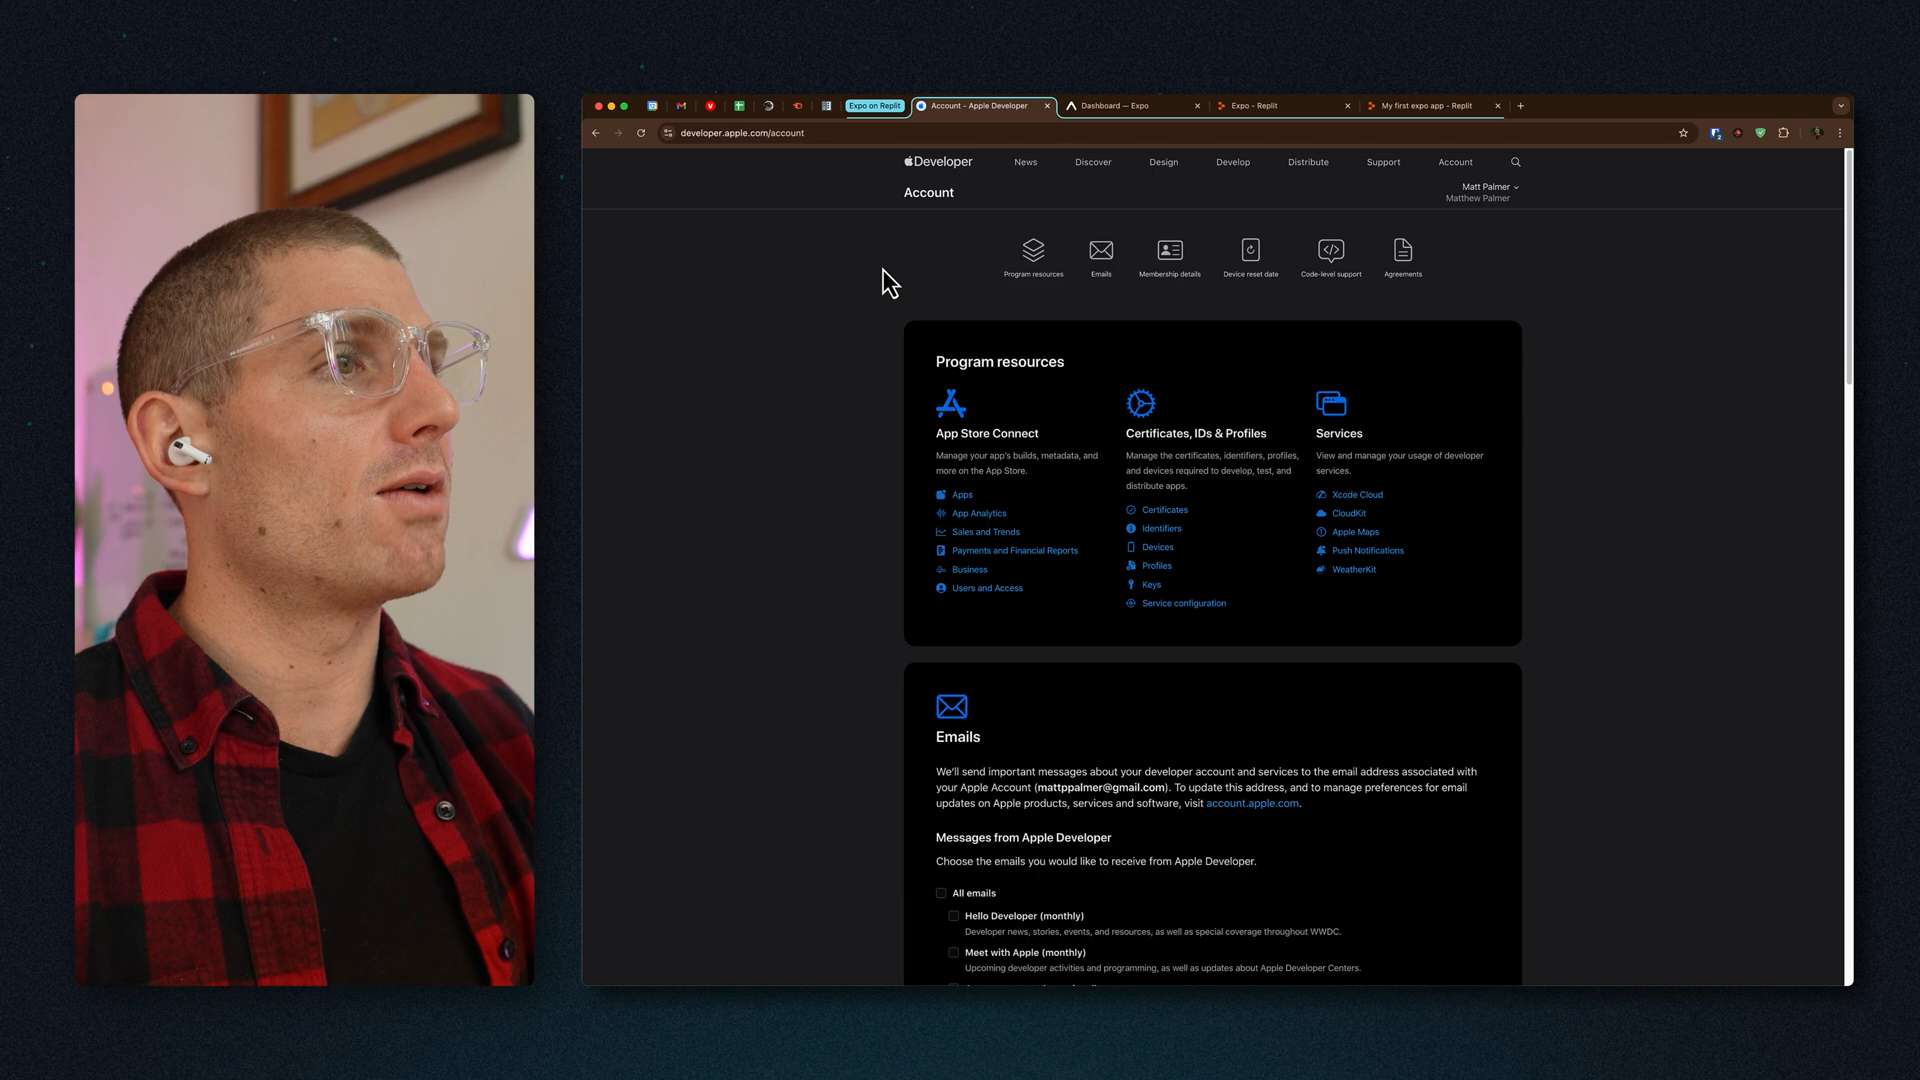 Expo on Replit
Account - Apple Developer
Dashboard — Expo
Expo - Replit
My first expo app - Replit
developer.apple.com/account
Developer
News
Discover
Design
Develop
Distribute
Support
Account
Account
Matt Palmer
Matthew Palmer
Program resources
Emails
Membership details
Device reset date
Code-level support
Agreements
Program resources
App Store Connect
Manage your app's builds, metadata, and
more on the App Store.
Apps
App Analytics
Sales and Trends
Payments and Financial Reports
Business
Users and Access
Certificates, IDs & Profiles
Manage the certificates, identifiers, profiles,
and devices required to develop, test, and
distribute apps.
Certificates
Identifiers
Devices
Profiles
Keys
Service configuration
Services
View and manage your usage of developer
services.
Xcode Cloud
CloudKit
Apple Maps
Push Notifications
WeatherKit
Emails
We'll send important messages about your developer account and services to the email address associated with
your Apple Account (mattppalmer@gmail.com). To update this address, and to manage preferences for email
updates on Apple products, services and software, visit account.apple.com.
Messages from Apple Developer
Choose the emails you would like to receive from Apple Developer.
All emails
Hello Developer (monthly)
Developer news, stories, events, and resources, as well as special coverage throughout WWDC.
Meet with Apple (monthly)
Upcoming developer activities and programming, as well as updates about Apple Developer Centers.